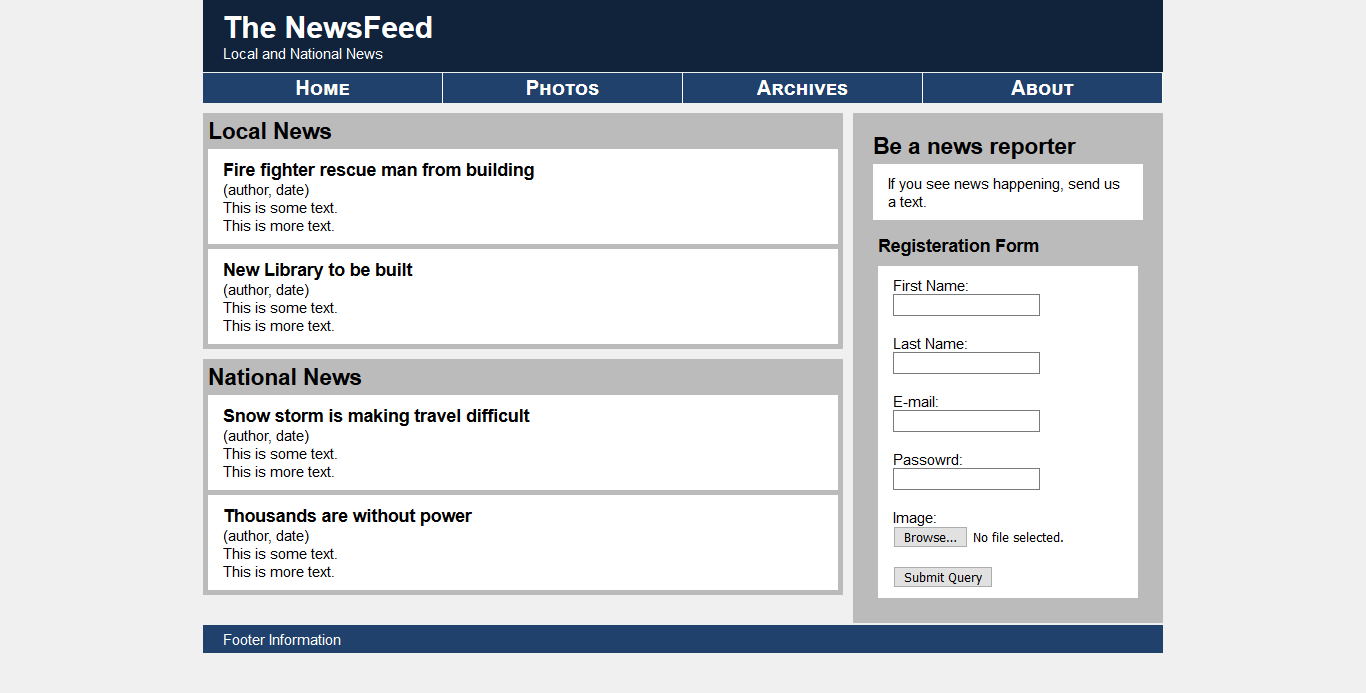 The NewsFeed
Local and National News
Home
Photos
Archives
About
Local News
Fire fighter rescue man from building
(author, date)
This is some text.
This is more text.
New Library to be built
(author, date)
This is some text.
This is more text.
National News
Snow storm is making travel difficult
(author, date)
This is some text.
This is more text.
Thousands are without power
(author, date)
This is some text.
This is more text.
Be a news reporter
If you see news happening, send us
a text.
Registeration Form
First Name:
Last Name:
E-mail:
Passowrd:
Image:
Browse... No file selected.
Submit Query
Footer Information